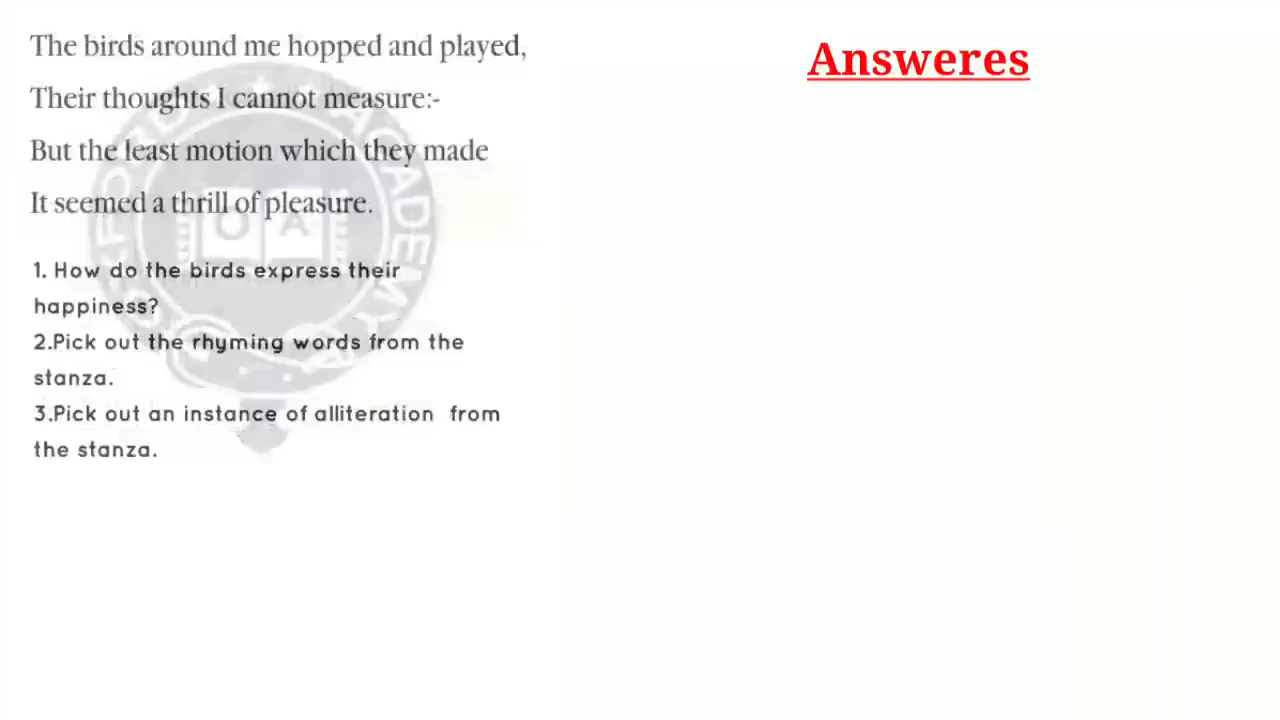 The birds around me hopped and played,
Their thoughts I cannot measure:-
But the least motion which they made
It seemed a thrill of pleasure.
1. How do the birds express their
happiness?
2.Pick out the rhyming words from the
stanza.
3.Pick out an instance of alliteration from
the stanza.
Answeres
OXFORD ACADEMY
O A